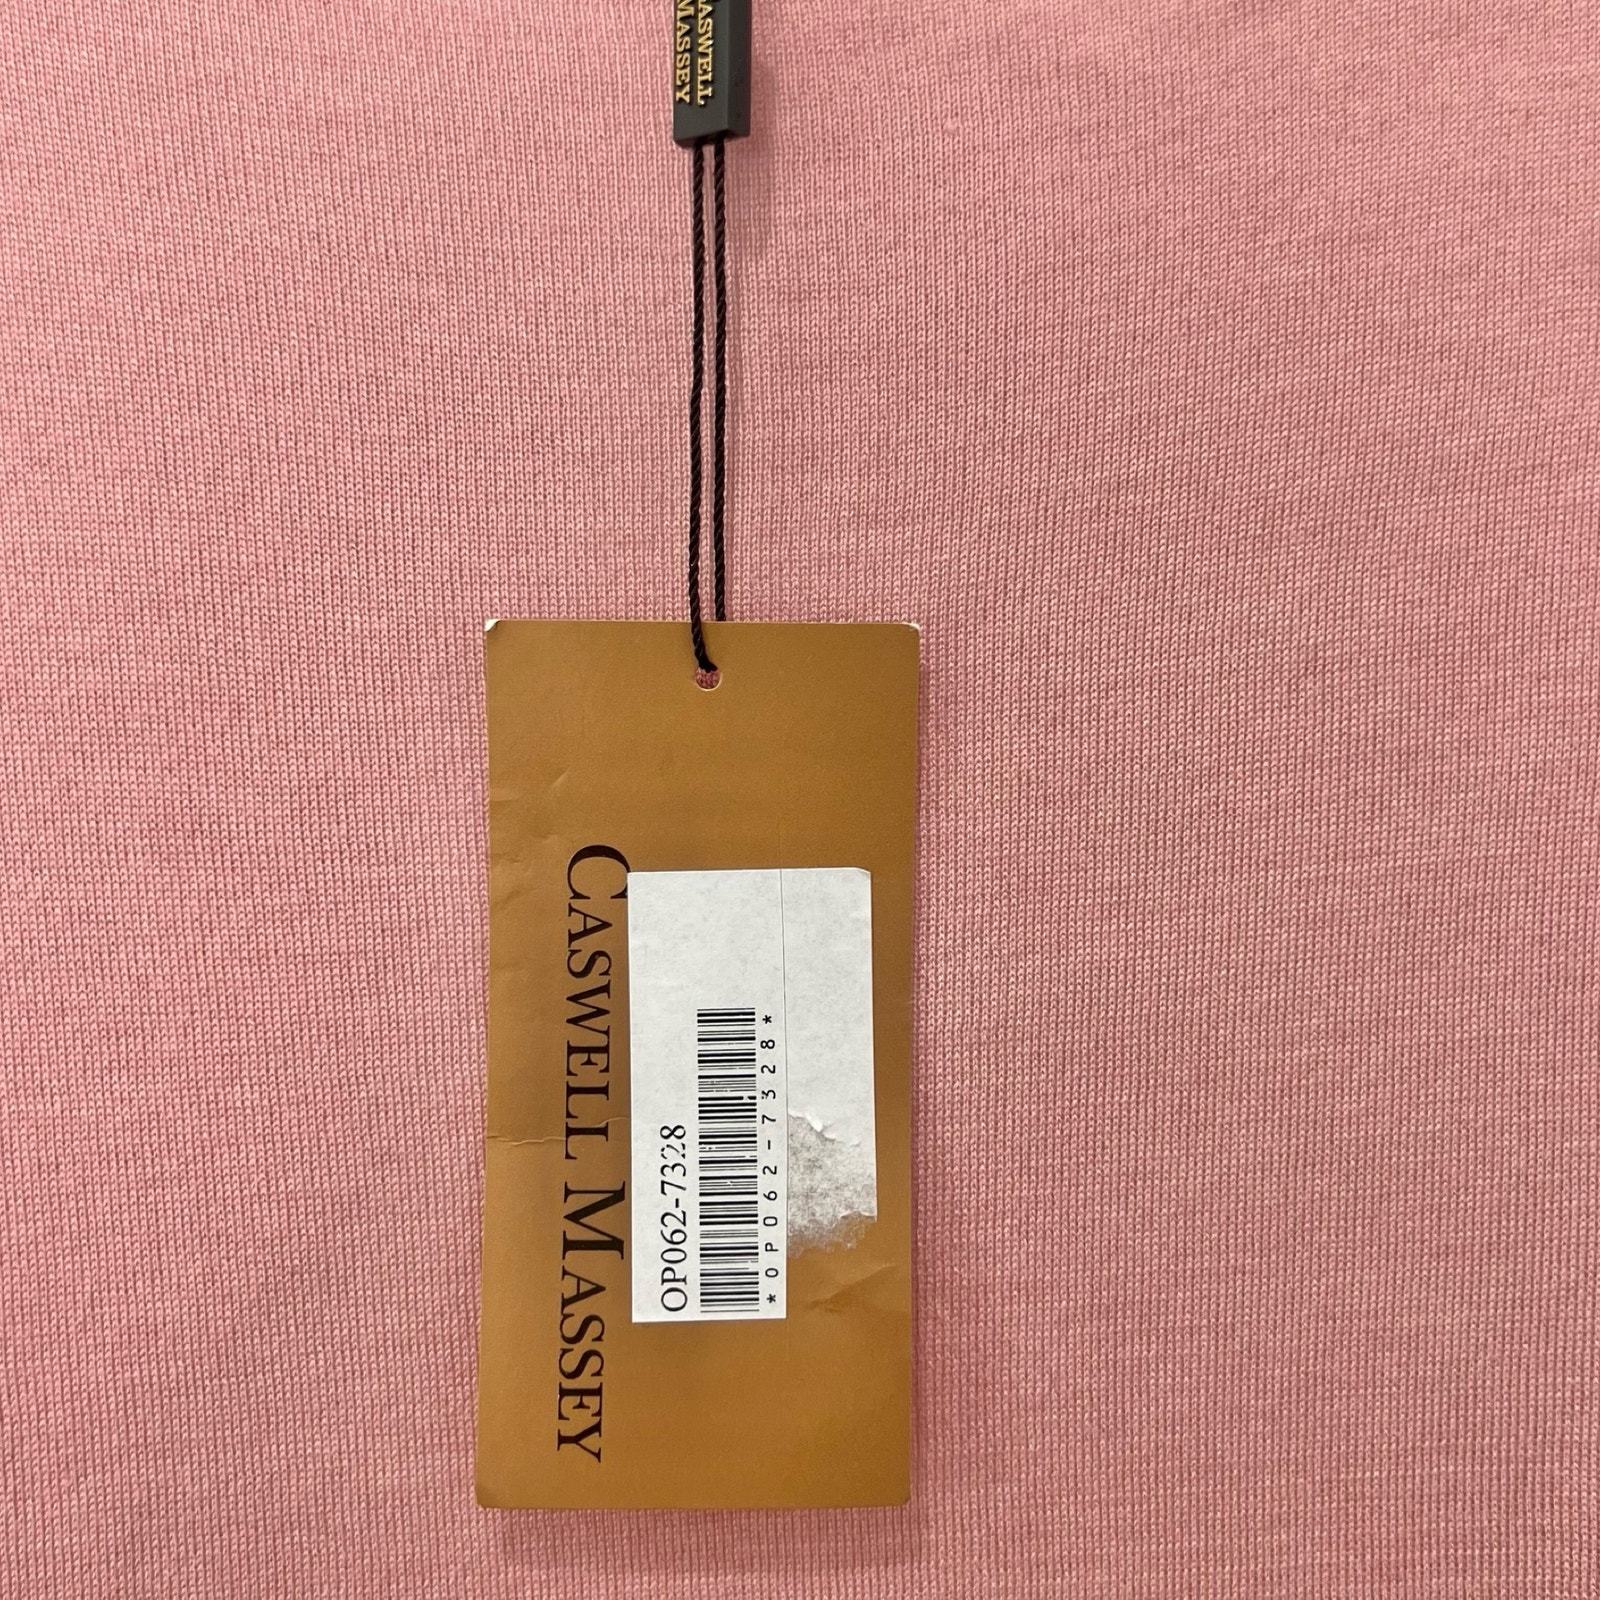 CASWELL
MASSEY
CASWELL MASSEY
OP062-7328
*OP062-7328*